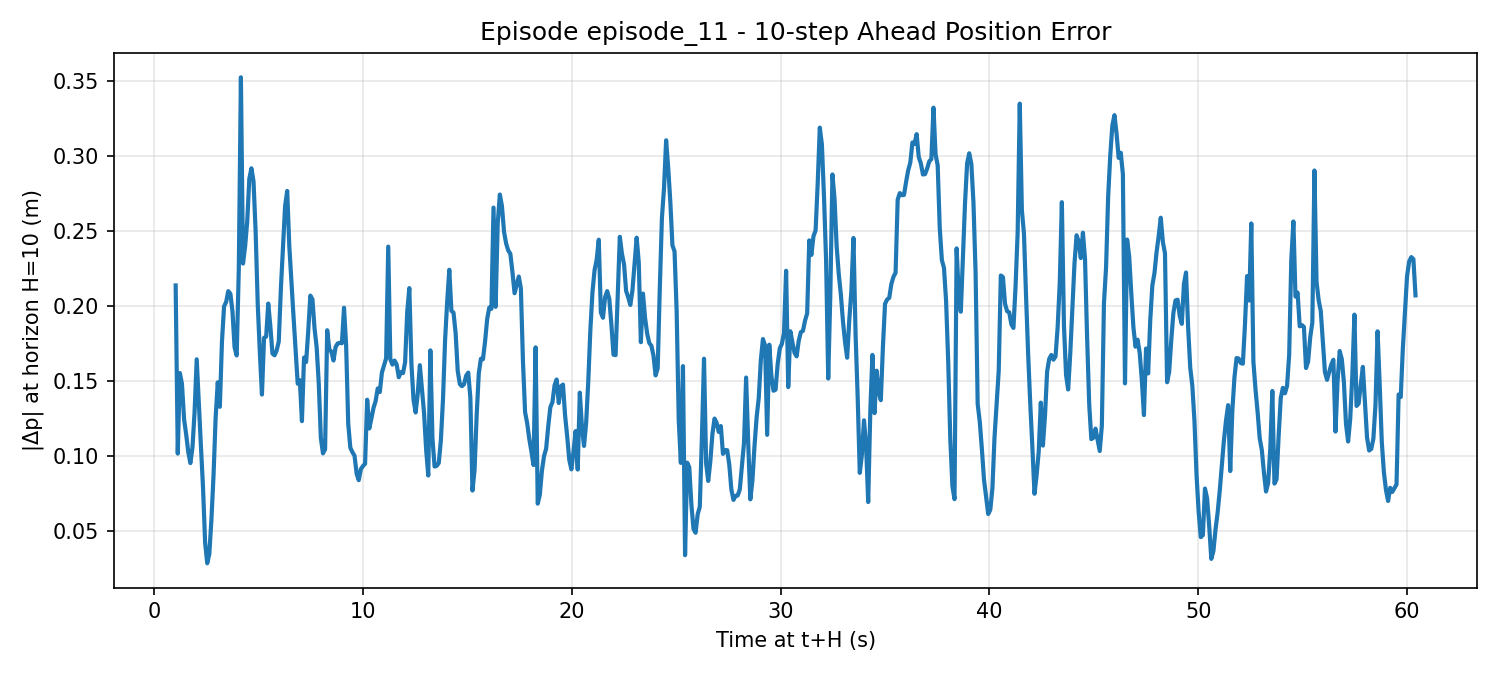 Episode episode_11 - 10-step Ahead Position Error
|Δp| at horizon H=10 (m)
0.35
0.30
0.25
0.20
0.15
0.10
0.05
0 10 20 30 40 50 60
Time at t+H (s)